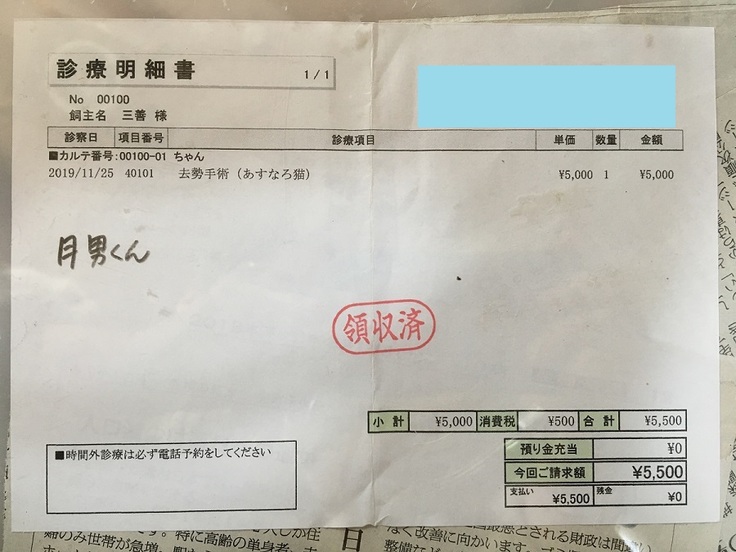 診療明細書
1/1
No 00100
飼主名 三善 様
診察日 項目番号 診療項目 単価 数量 金額
■カルテ番号:00100-01 ちゃん
2019/11/25 40101 去勢手術（あすなろ猫） ¥5,000 1 ¥5,000
月男くん
領収済
小計 ¥5,000 消費税 ¥500 合計 ¥5,500
預り金充当 ¥0
今回ご請求額 ¥5,500
支払い ¥5,500 残金 ¥0
■時間外診療は必ず電話予約をしてください